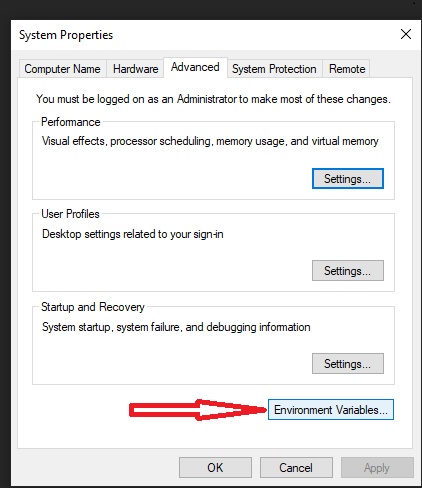 System Properties
Computer Name Hardware Advanced System Protection Remote
You must be logged on as an Administrator to make most of these changes.
Performance
Visual effects, processor scheduling, memory usage, and virtual memory
Settings...
User Profiles
Desktop settings related to your sign-in
Settings...
Startup and Recovery
System startup, system failure, and debugging information
Settings...
Environment Variables...
OK Cancel Apply